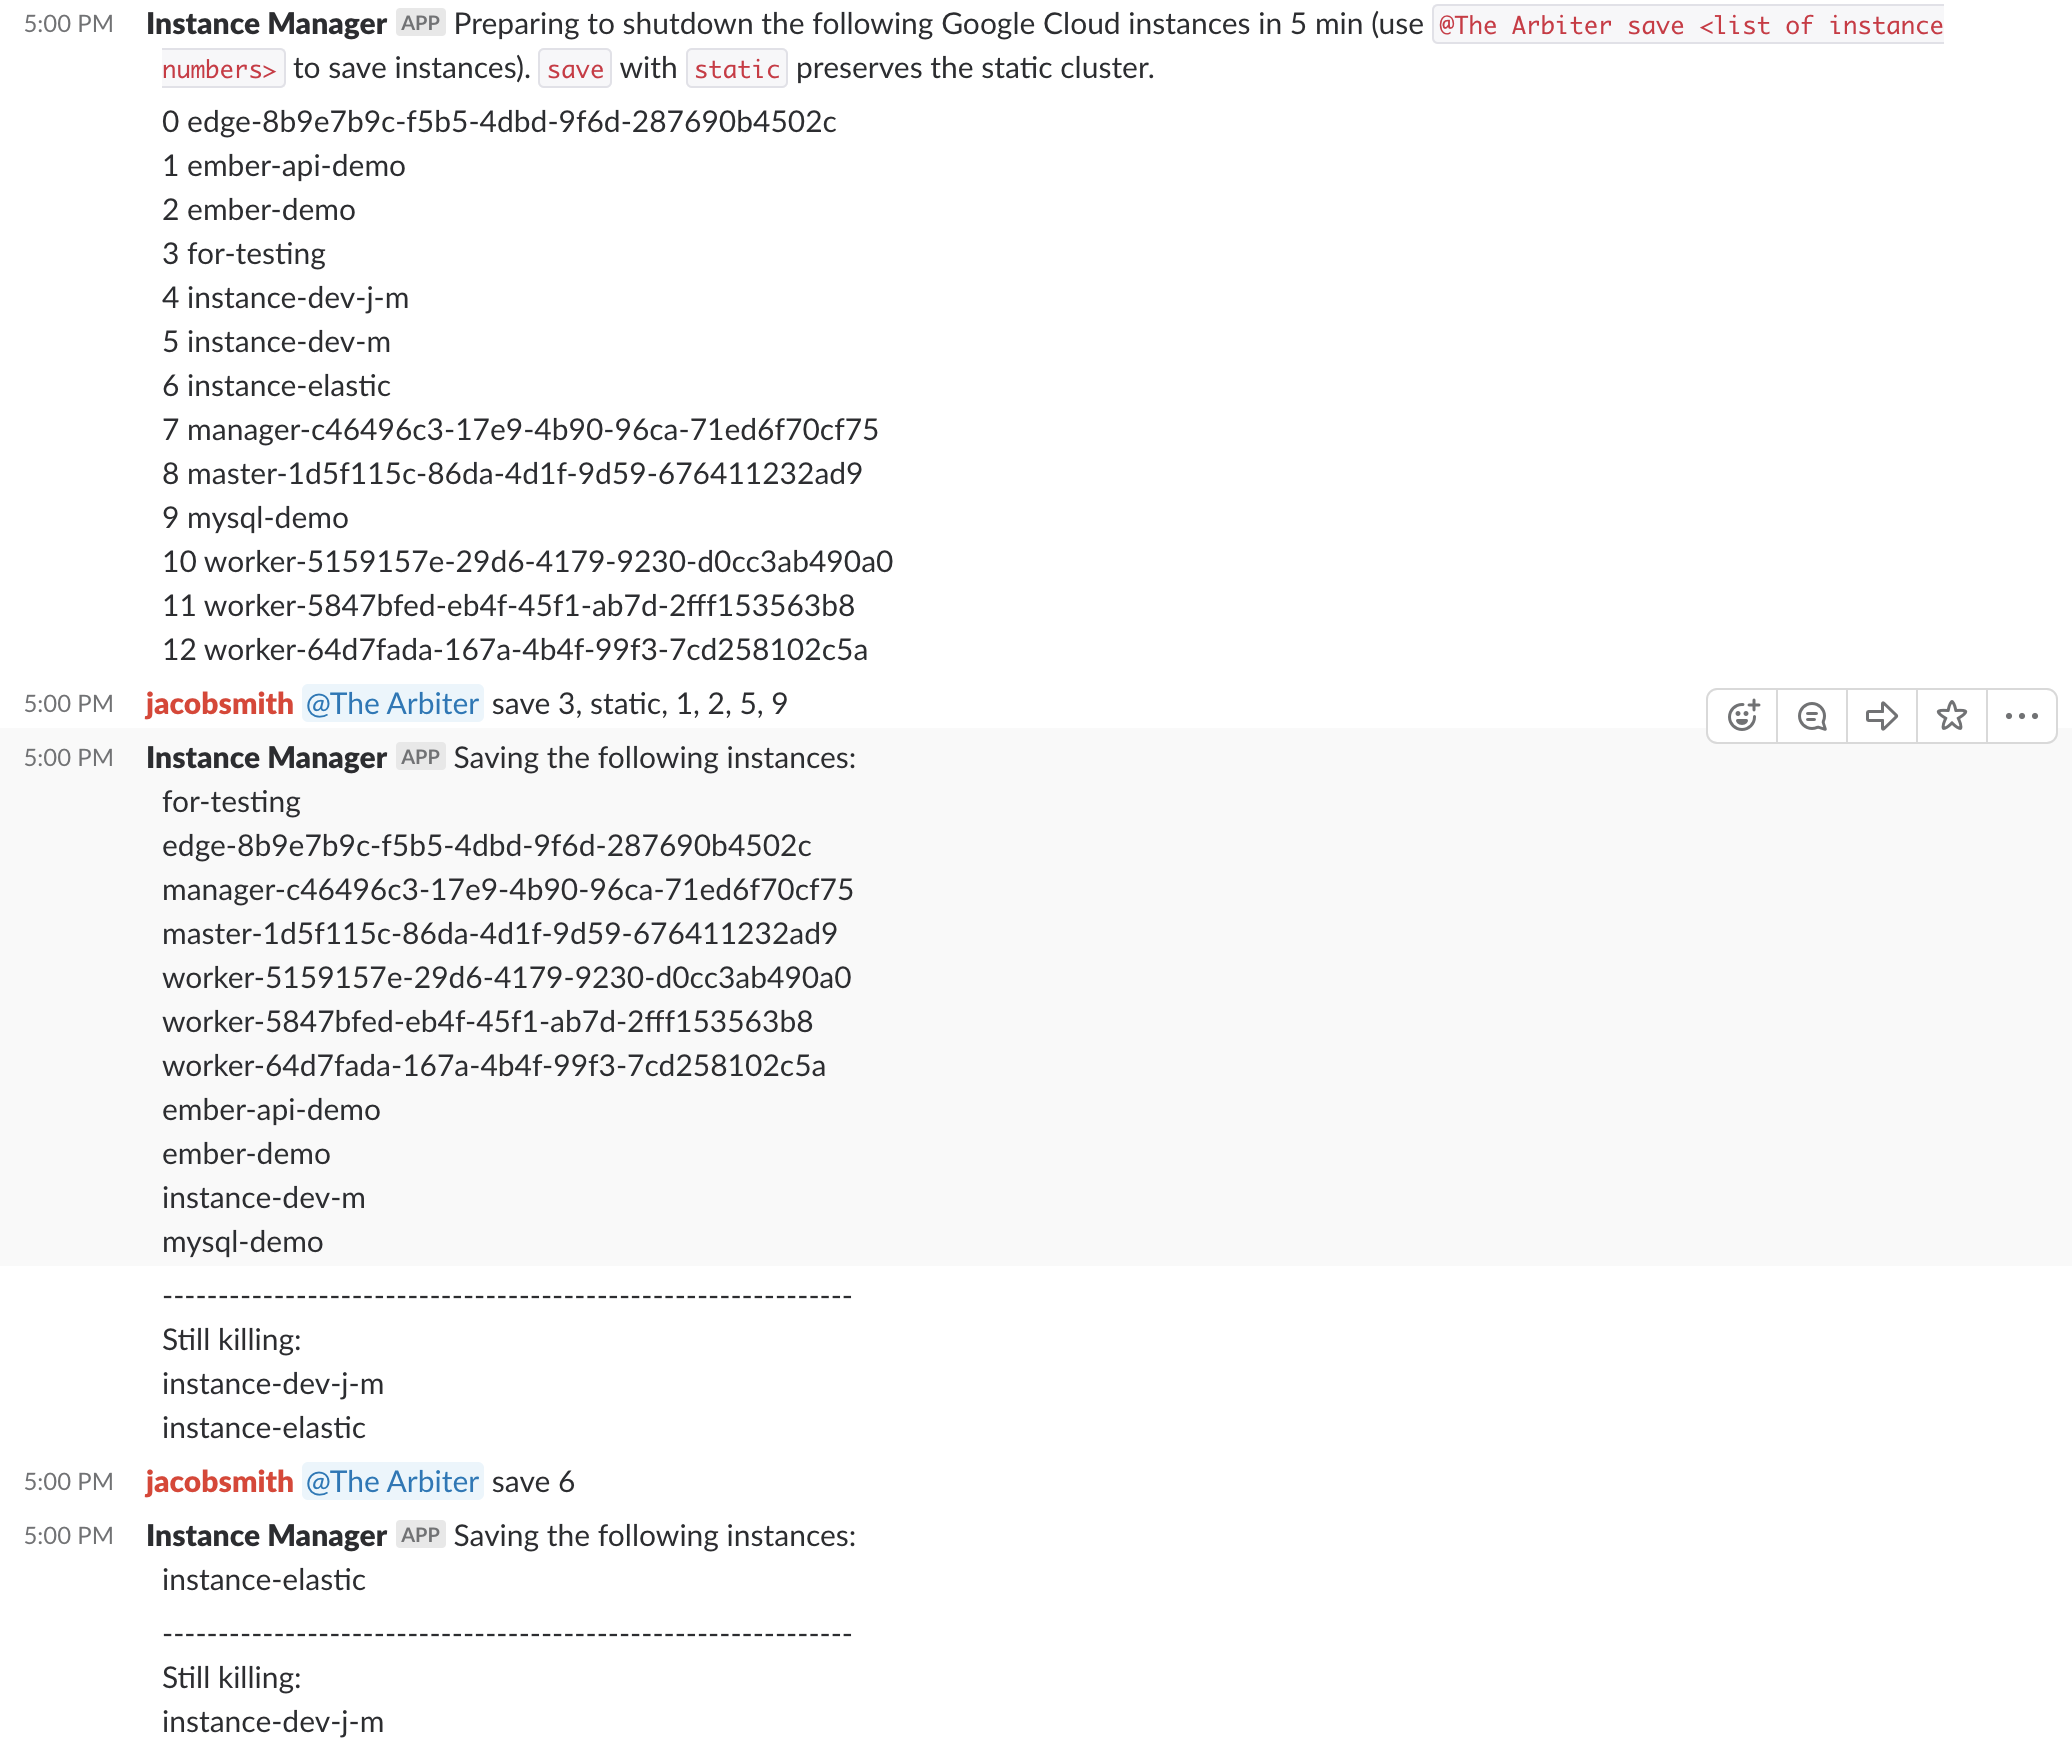 5:00 PM Instance Manager APP Preparing to shutdown the following Google Cloud instances in 5 min (use @The Arbiter save <list of instance
numbers> to save instances). save with static preserves the static cluster.
0 edge-8b9e7b9c-f5b5-4dbd-9f6d-287690b4502c
1 ember-api-demo
2 ember-demo
3 for-testing
4 instance-dev-j-m
5 instance-dev-m
6 instance-elastic
7 manager-c46496c3-17e9-4b90-96ca-71ed6f70cf75
8 master-1d5f115c-86da-4d1f-9d59-676411232ad9
9 mysql-demo
10 worker-5159157e-29d6-4179-9230-d0cc3ab490a0
11 worker-5847bfed-eb4f-45f1-ab7d-2fff153563b8
12 worker-64d7fada-167a-4b4f-99f3-7cd258102c5a
5:00 PM jacobsmith @The Arbiter save 3, static, 1, 2, 5, 9
5:00 PM Instance Manager APP Saving the following instances:
for-testing
edge-8b9e7b9c-f5b5-4dbd-9f6d-287690b4502c
manager-c46496c3-17e9-4b90-96ca-71ed6f70cf75
master-1d5f115c-86da-4d1f-9d59-676411232ad9
worker-5159157e-29d6-4179-9230-d0cc3ab490a0
worker-5847bfed-eb4f-45f1-ab7d-2fff153563b8
worker-64d7fada-167a-4b4f-99f3-7cd258102c5a
ember-api-demo
ember-demo
instance-dev-m
mysql-demo
--------------------------------------------------------------
Still killing:
instance-dev-j-m
instance-elastic
5:00 PM jacobsmith @The Arbiter save 6
5:00 PM Instance Manager APP Saving the following instances:
instance-elastic
--------------------------------------------------------------
Still killing:
instance-dev-j-m